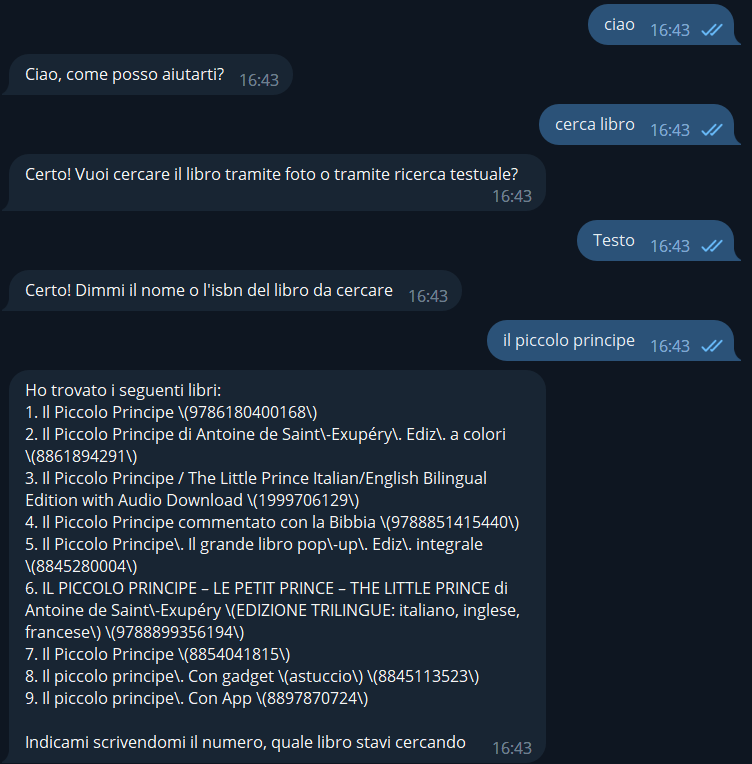 ciao 16:43
Ciao, come posso aiutarti? 16:43
cerca libro 16:43
Certo! Vuoi cercare il libro tramite foto o tramite ricerca testuale?
16:43
Testo 16:43
Certo! Dimmi il nome o l'isbn del libro da cercare 16:43
il piccolo principe 16:43
Ho trovato i seguenti libri:
1. Il Piccolo Principe \(9786180400168\)
2. Il Piccolo Principe di Antoine de Saint\-Exupéry\. Ediz\. a colori
\(8861894291\)
3. Il Piccolo Principe / The Little Prince Italian/English Bilingual
Edition with Audio Download \(1999706129\)
4. Il Piccolo Principe commentato con la Bibbia \(9788851415440\)
5. Il Piccolo Principe\. Il grande libro pop\-up\. Ediz\. integrale
\(8845280004\)
6. IL PICCOLO PRINCIPE – LE PETIT PRINCE – THE LITTLE PRINCE di
Antoine de Saint\-Exupéry \(EDIZIONE TRILINGUE: italiano, inglese,
francese\) \(9788899356194\)
7. Il Piccolo Principe \(8854041815\)
8. Il piccolo principe\. Con gadget \(astuccio\) \(8845113523\)
9. Il piccolo principe\. Con App \(8897870724\)
Indicami scrivendomi il numero, quale libro stavi cercando 16:43